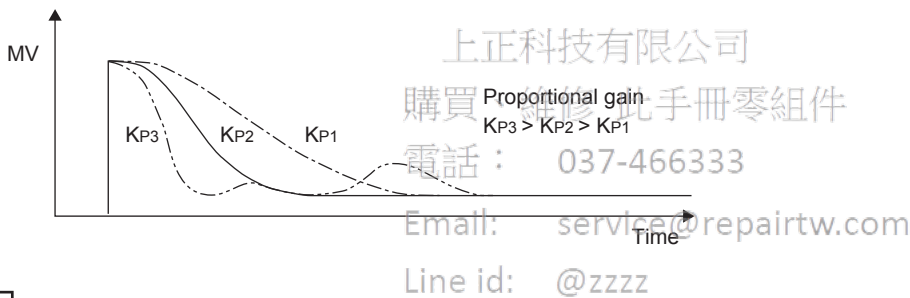 上正科技有限公司
MV
購買、維修 此手冊零組件
Proportional gain
KP3 > KP2 > KP1
KP3
KP2
KP1
電話： 037-466333
Email: service@repairtw.com
Time
Line id: @zzzz